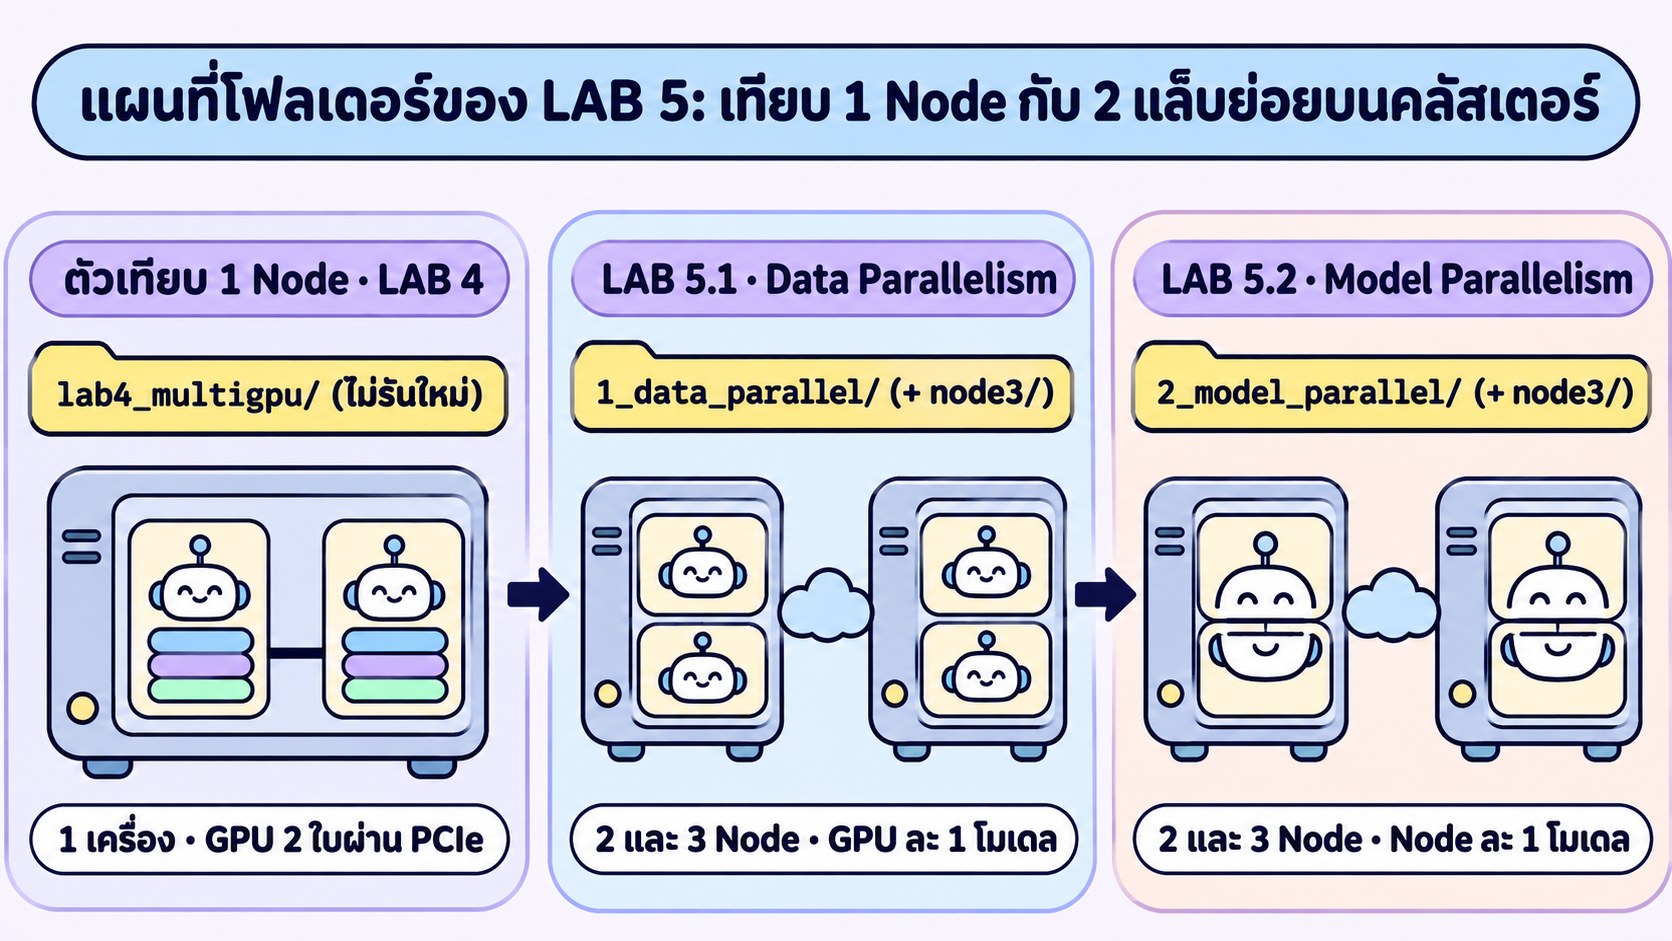 แผนที่โฟลเดอร์ของ LAB 5: เทียบ 1 Node กับ 2 แล็บย่อยบนคลัสเตอร์
ตัวเทียบ 1 Node · LAB 4
lab4_multigpu/ (ไม่รันใหม่)
1 เครื่อง · GPU 2 ใบผ่าน PCIe
LAB 5.1 · Data Parallelism
1_data_parallel/ (+ node3/)
2 และ 3 Node · GPU ละ 1 โมเดล
LAB 5.2 · Model Parallelism
2_model_parallel/ (+ node3/)
2 และ 3 Node · Node ละ 1 โมเดล